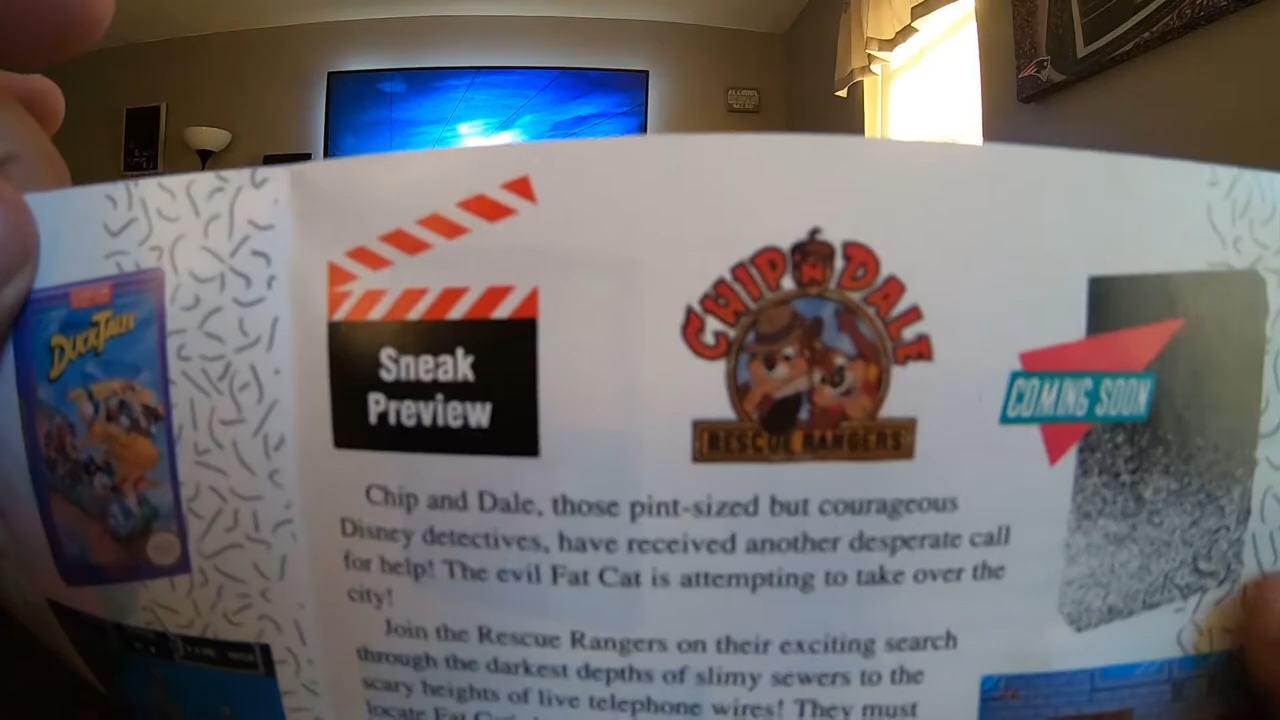 DUCKTALES
Sneak
Preview
CHIP 'N DALE
RESCUE RANGERS
COMING SOON
Chip and Dale, those pint-sized but courageous
Disney detectives, have received another desperate call
for help! The evil Fat Cat is attempting to take over the
city!
Join the Rescue Rangers on their exciting search
through the darkest depths of slimy sewers to the
scary heights of live telephone wires! They must
locate Fat